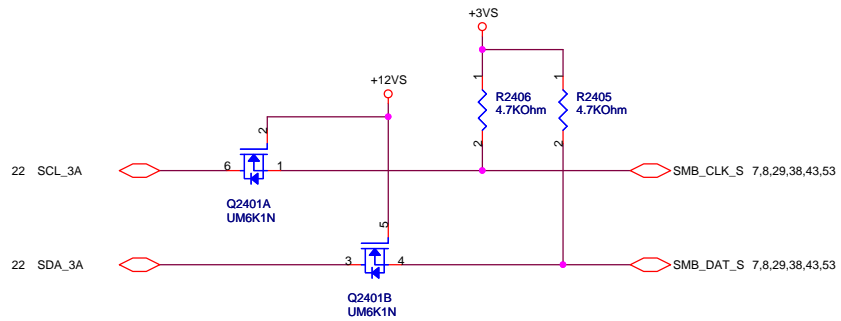 +3VS
+12VS
1
1
R2406
4.7KOhm
R2405
4.7KOhm
2
2
2
22 SCL_3A
6
1
SMB_CLK_S 7,8,29,38,43,53
Q2401A
UM6K1N
5
22 SDA_3A
3
4
SMB_DAT_S 7,8,29,38,43,53
Q2401B
UM6K1N